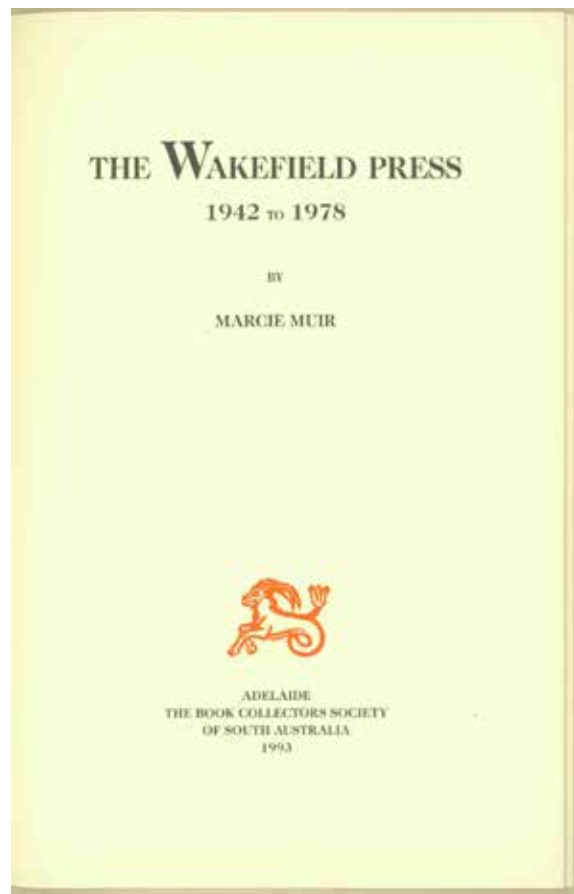 THE WAKEFIELD PRESS
1942 TO 1978
BY
MARCIE MUIR
ADELAIDE
THE BOOK COLLECTORS SOCIETY
OF SOUTH AUSTRALIA
1993